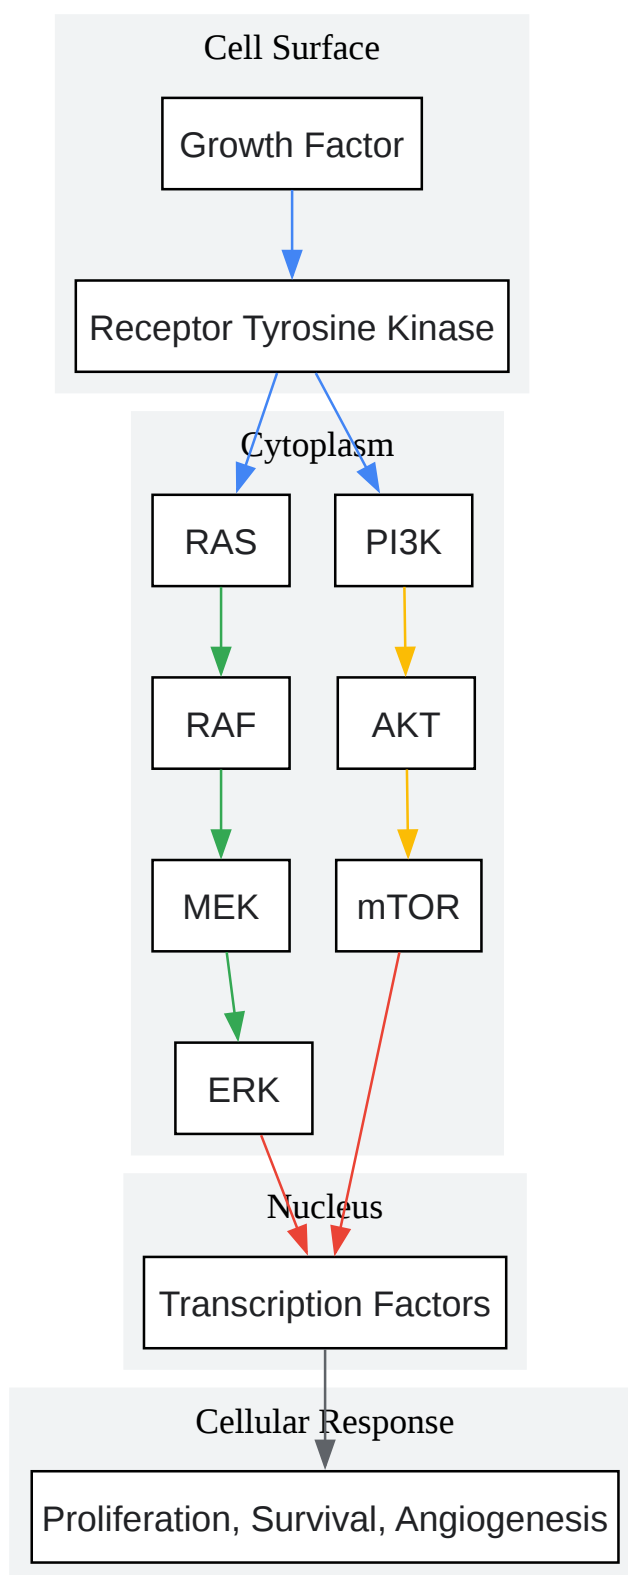 Cell Surface
Growth Factor
Receptor Tyrosine Kinase
Cytoplasm
RAS
PI3K
RAF
AKT
MEK
mTOR
ERK
Nucleus
Transcription Factors
Cellular Response
Proliferation, Survival, Angiogenesis